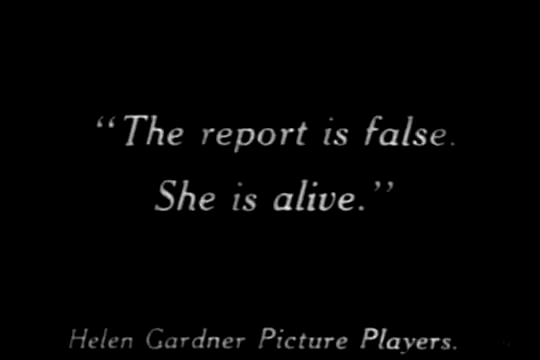 “The report is false.
She is alive.”
Helen Gardner Picture Players.